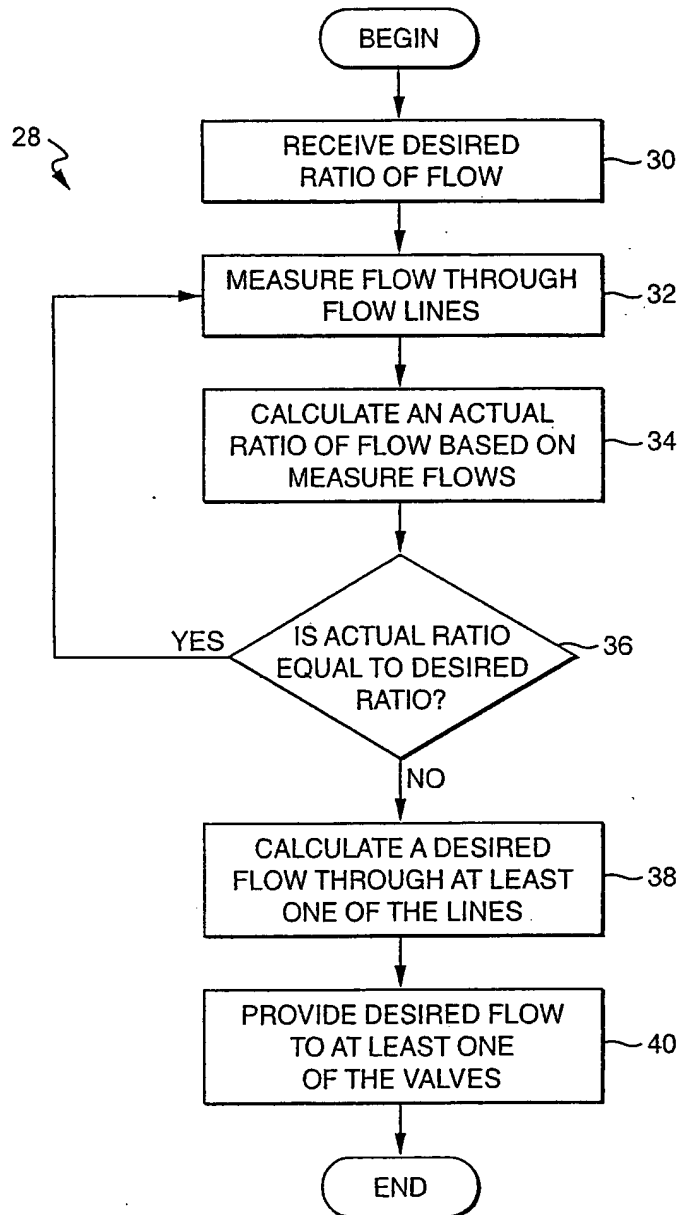 BEGIN
28
RECEIVE DESIRED
RATIO OF FLOW
30
MEASURE FLOW THROUGH
FLOW LINES
32
CALCULATE AN ACTUAL
RATIO OF FLOW BASED ON
MEASURE FLOWS
34
YES
IS ACTUAL RATIO
EQUAL TO DESIRED
RATIO?
36
NO
CALCULATE A DESIRED
FLOW THROUGH AT LEAST
ONE OF THE LINES
38
PROVIDE DESIRED FLOW
TO AT LEAST ONE
OF THE VALVES
40
END